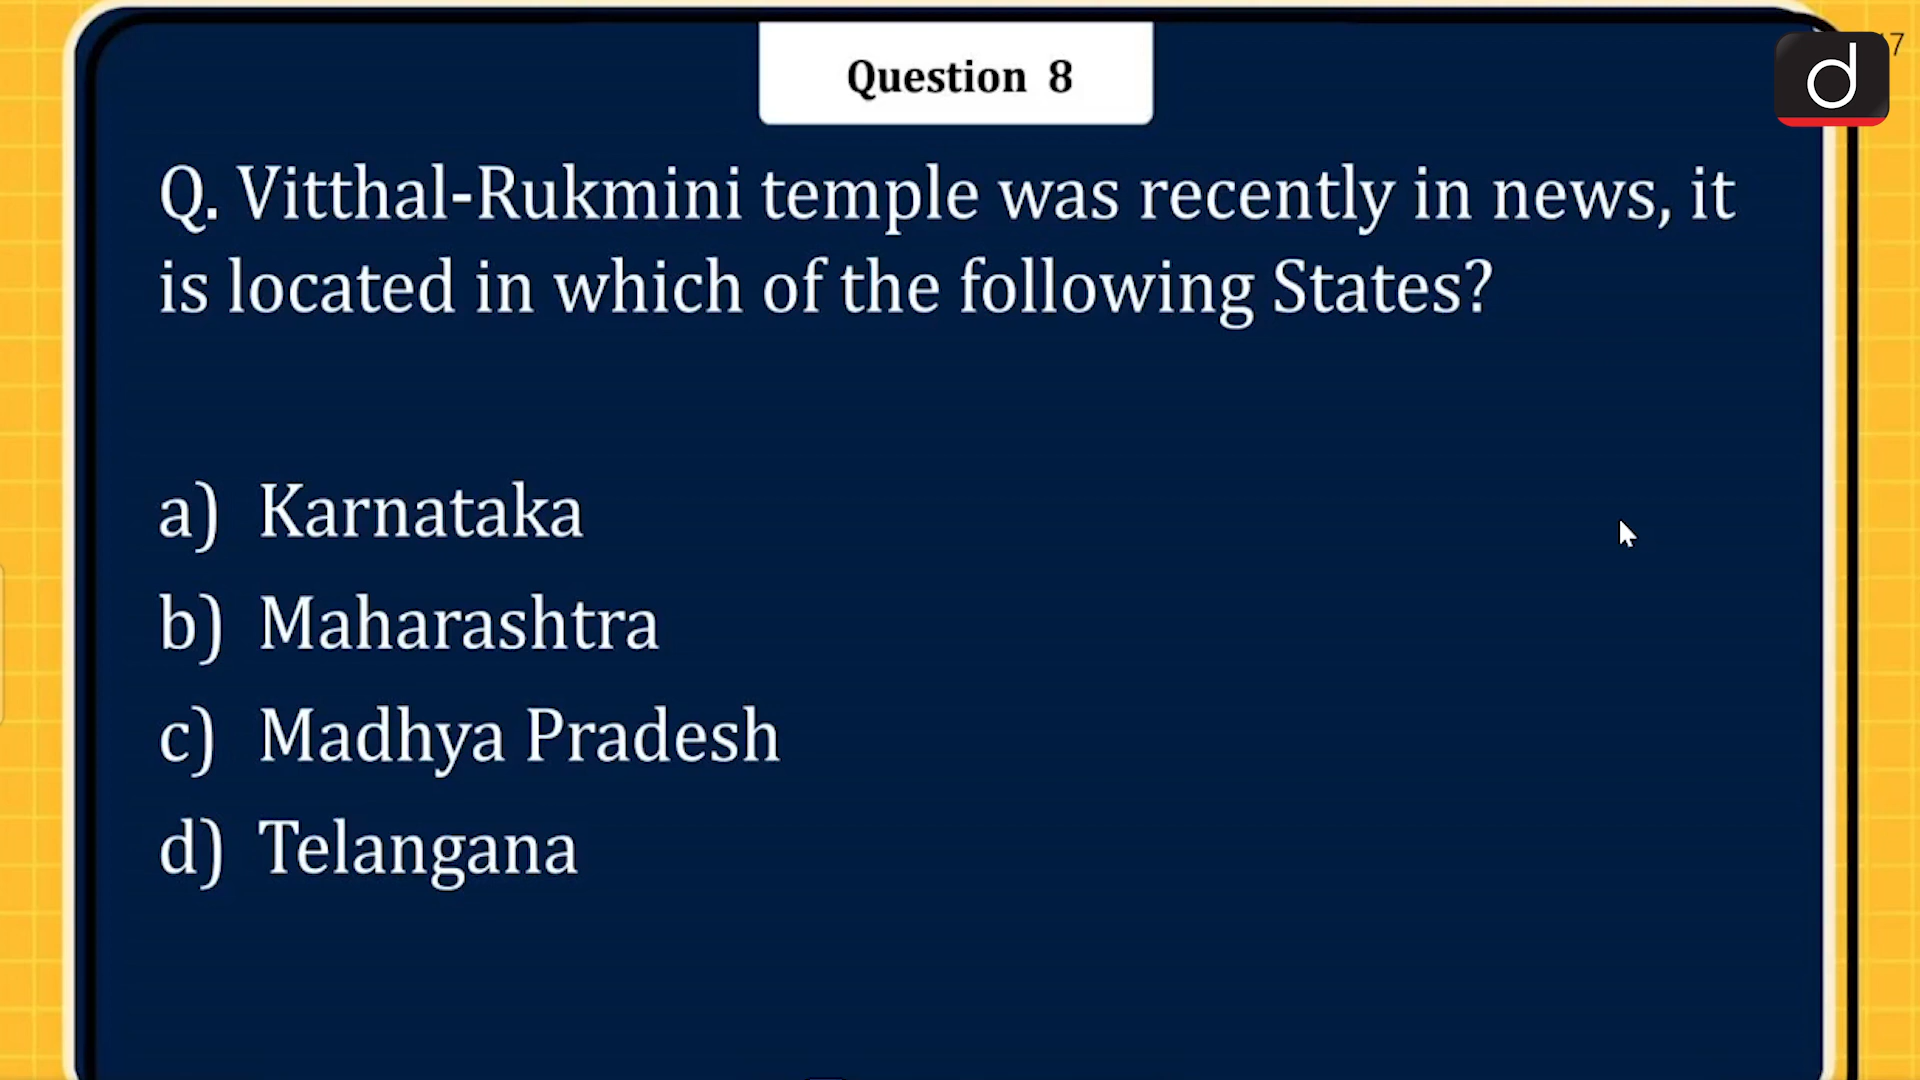 Question 8
17
d
Q. Vitthal-Rukmini temple was recently in news, it
is located in which of the following States?
a) Karnataka
b) Maharashtra
c) Madhya Pradesh
d) Telangana